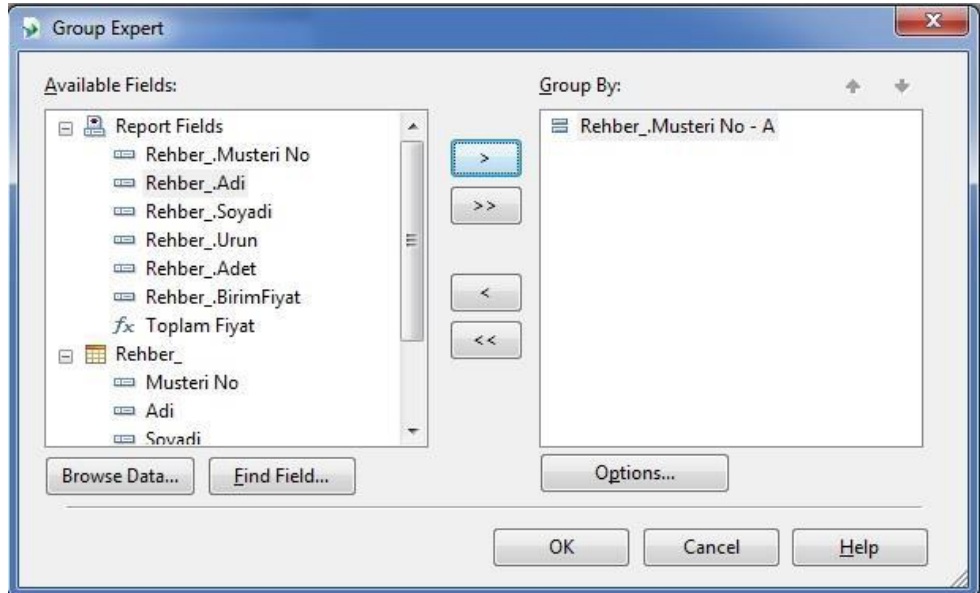 Group Expert
Available Fields:
Report Fields
Rehber_.Musteri No
Rehber_.Adi
Rehber_.Soyadi
Rehber_.Urun
Rehber_.Adet
Rehber_.BirimFiyat
fx Toplam Fiyat
Rehber_
Musteri No
Adi
Soyadi
>
>>
<
<<
Group By:
Rehber_.Musteri No - A
Browse Data...
Find Field...
Options...
OK
Cancel
Help